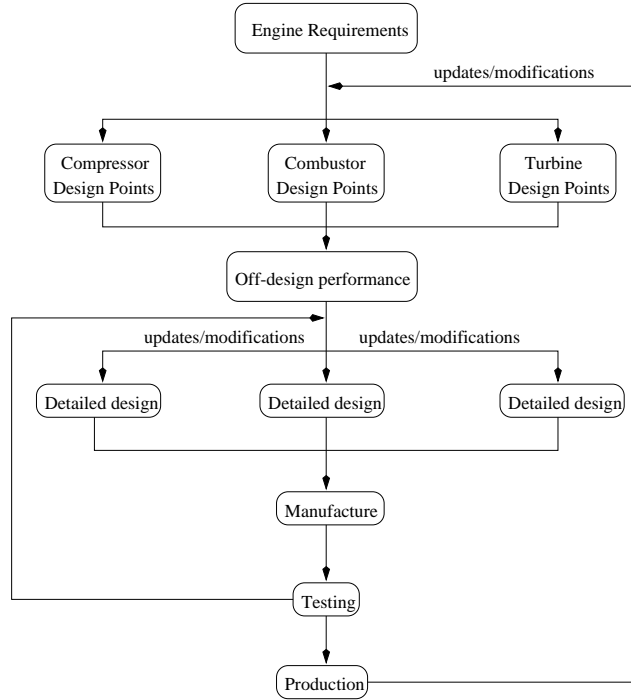 Engine Requirements
updates/modifications
Compressor
Design Points
Combustor
Design Points
Turbine
Design Points
Off-design performance
updates/modifications
updates/modifications
Detailed design
Detailed design
Detailed design
Manufacture
Testing
Production